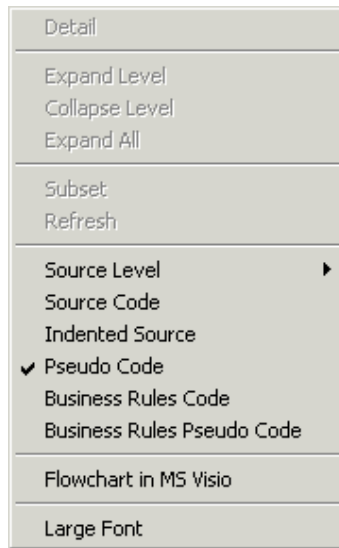 Detail
Expand Level
Collapse Level
Expand All
Subset
Refresh
Source Level
Source Code
Indented Source
Pseudo Code
Business Rules Code
Business Rules Pseudo Code
Flowchart in MS Visio
Large Font